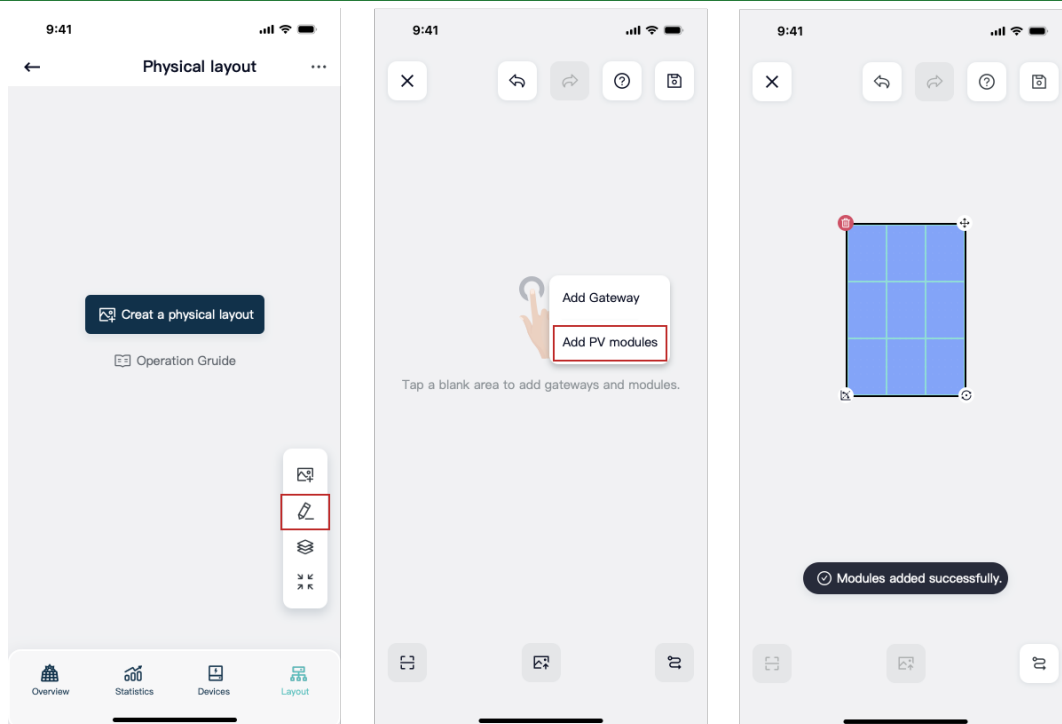 9:41
Physical layout
Creat a physical layout
Operation Gruide
Overview
Statistics
Devices
Layout
9:41
Add Gateway
Add PV modules
Tap a blank area to add gateways and modules.
9:41
Modules added successfully.